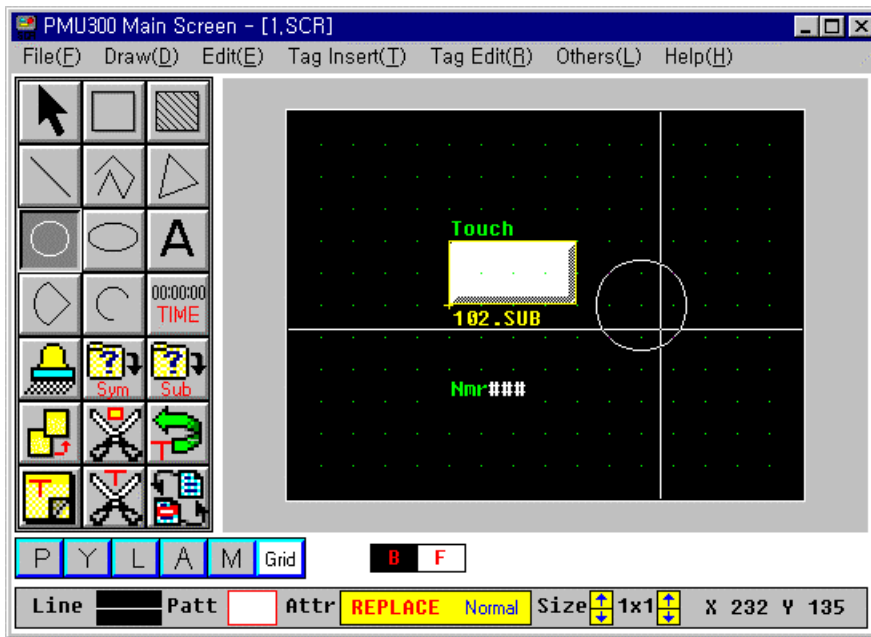 PMU300 Main Screen - [1,SCR]
File(F) Draw(D) Edit(E) Tag Insert(T) Tag Edit(R) Others(L) Help(H)
A
00:00:00
TIME
? Sym
? Sub
T
T
T
Touch
102.SUB
Nmr###
P Y L A M Grid
B F
Line Patt Attr REPLACE Normal Size 1x1 X 232 Y 135